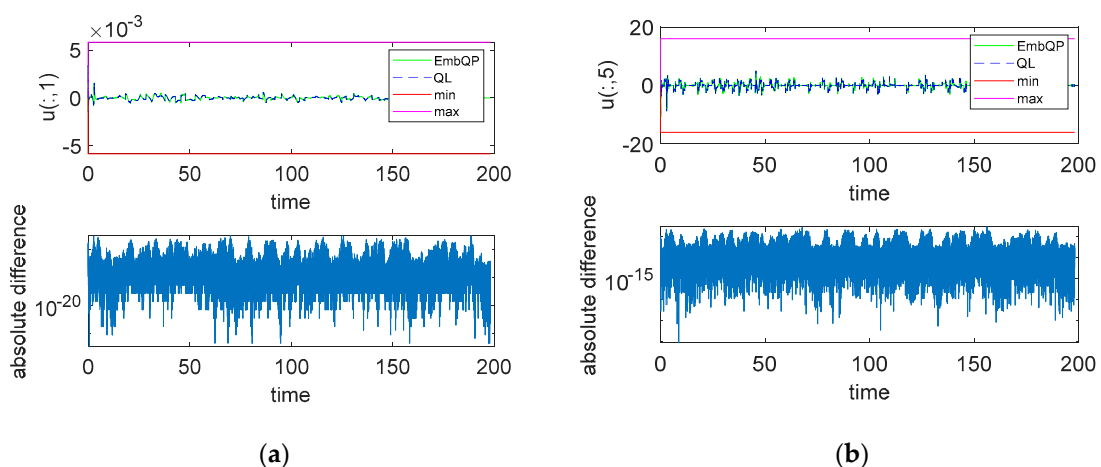 ×10⁻³
5
0
-5
u(:,1)
EmbQP
QL
min
max
0 50 100 150 200
time
absolute difference
10⁻²⁰
0 50 100 150 200
time
(a)
20
0
-20
u(:,5)
EmbQP
QL
min
max
0 50 100 150 200
time
absolute difference
10⁻¹⁵
0 50 100 150 200
time
(b)